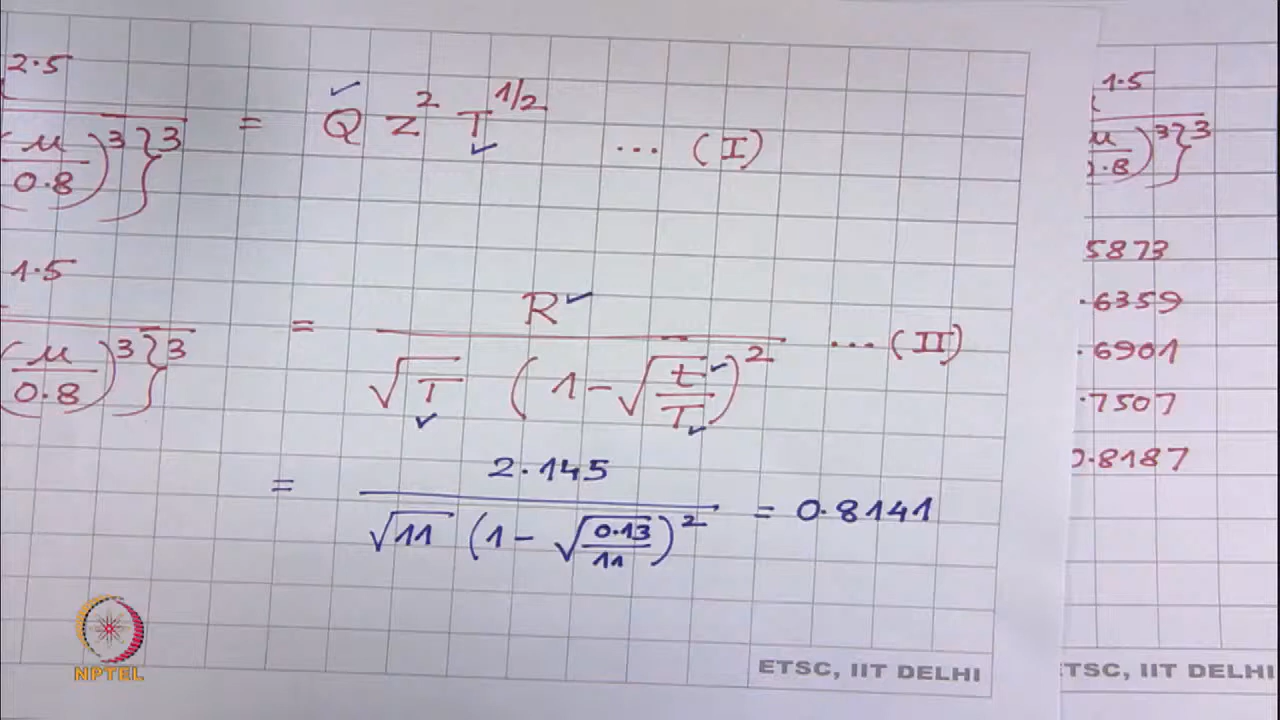 2.5
(μ/0.8)³}³ = Q z² T^1/2 ... (I)
1.5
(μ/0.8)³}³ = R / √T (1 - √(t/T))² ... (II)
= 2.145 / √11 (1 - √(0.13/11))² = 0.8141
1.5
μ/0.8)³}³
5873
.6359
.6901
.7507
0.8187
NPTEL
ETSC, IIT DELHI
ETSC, IIT DELHI